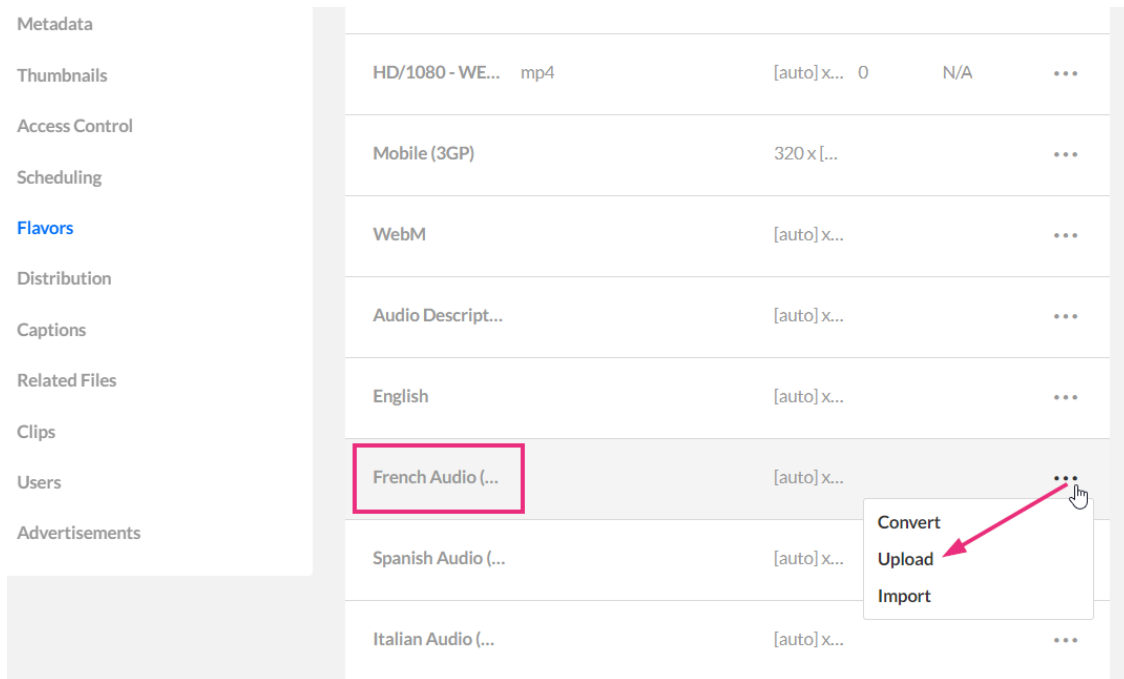 Metadata
Thumbnails
Access Control
Scheduling
Flavors
Distribution
Captions
Related Files
Clips
Users
Advertisements
HD/1080 - WE... mp4 [auto] x... 0 N/A
Mobile (3GP) 320 x [...
WebM [auto] x...
Audio Descript... [auto] x...
English [auto] x...
French Audio (... [auto] x...
Convert
Upload
Import
Spanish Audio (... [auto] x...
Italian Audio (... [auto] x...